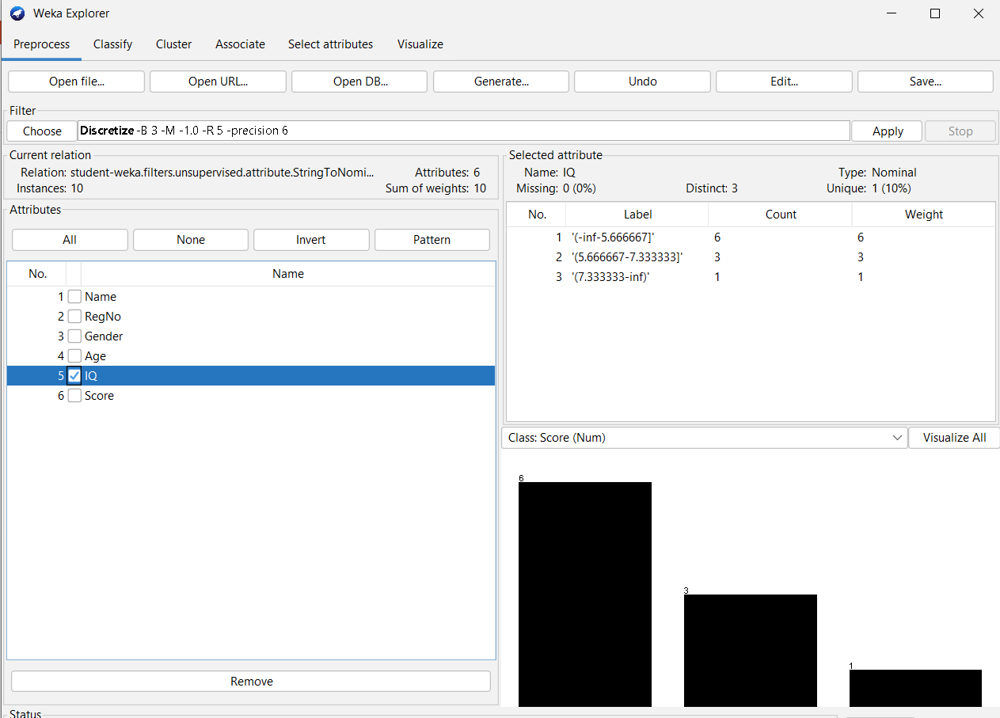 Weka Explorer
Preprocess Classify Cluster Associate Select attributes Visualize
Open file... Open URL... Open DB... Generate... Undo Edit... Save...
Filter
Choose Discretize -B 3 -M -1.0 -R 5 -precision 6 Apply Stop
Current relation
Relation: student-weka.filters.unsupervised.attribute.StringToNomi... Attributes: 6
Instances: 10 Sum of weights: 10
Attributes
All None Invert Pattern
No. Name
1 Name
2 RegNo
3 Gender
4 Age
5 IQ
6 Score
Remove
Status
Selected attribute
Name: IQ Type: Nominal
Missing: 0 (0%) Distinct: 3 Unique: 1 (10%)
No. Label Count Weight
1 '(-inf-5.666667]' 6 6
2 '(5.666667-7.333333]' 3 3
3 '(7.333333-inf)' 1 1
Class: Score (Num) Visualize All
6
3
1